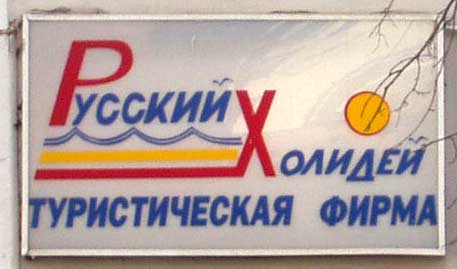 Русский
Холидей
ТУРИСТИЧЕСКАЯ ФИРМА